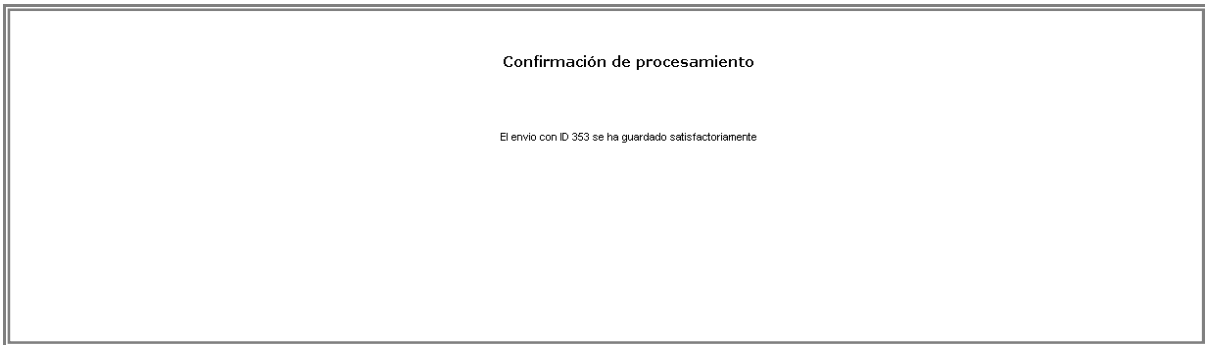 Confirmación de procesamiento
El envio con ID 353 se ha guardado satisfactoriamente